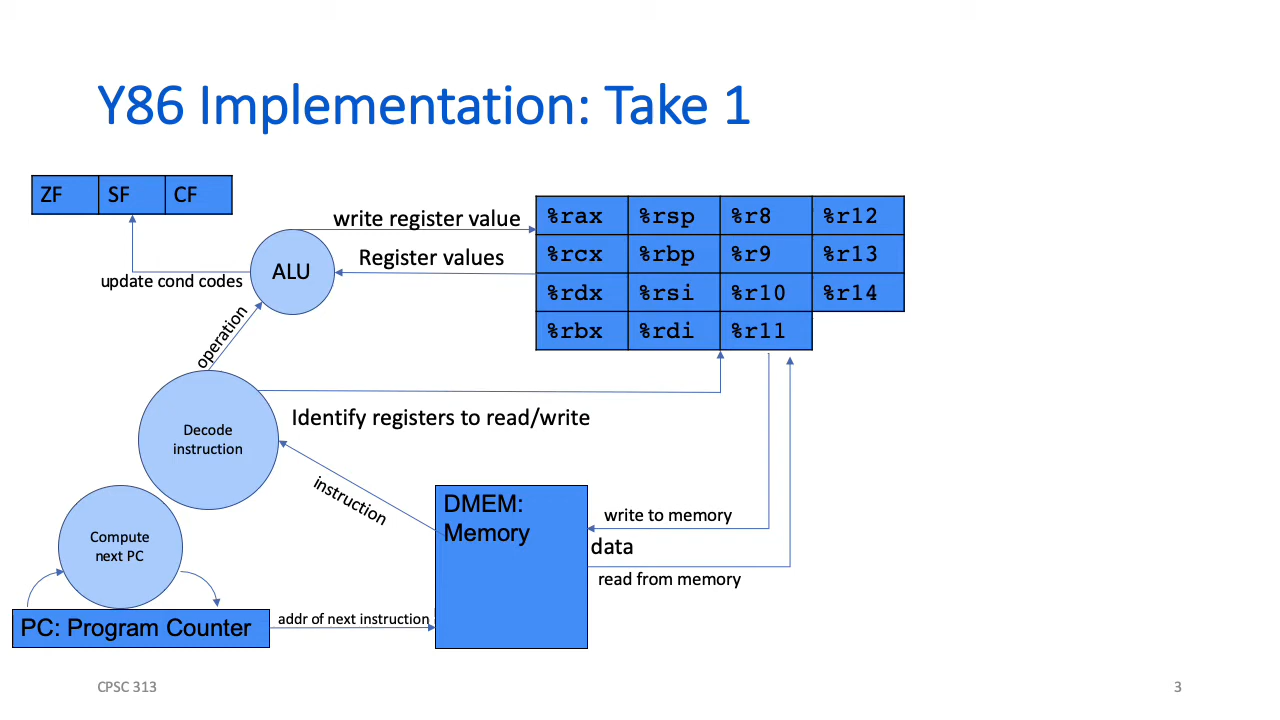 Y86 Implementation: Take 1
ZF SF CF
write register value
Register values
ALU
update cond codes
operation
%rax %rsp %r8 %r12
%rcx %rbp %r9 %r13
%rdx %rsi %r10 %r14
%rbx %rdi %r11
Decode
instruction
Identify registers to read/write
instruction
Compute
next PC
DMEM:
Memory
write to memory
data
read from memory
PC: Program Counter
addr of next instruction
CPSC 313
3